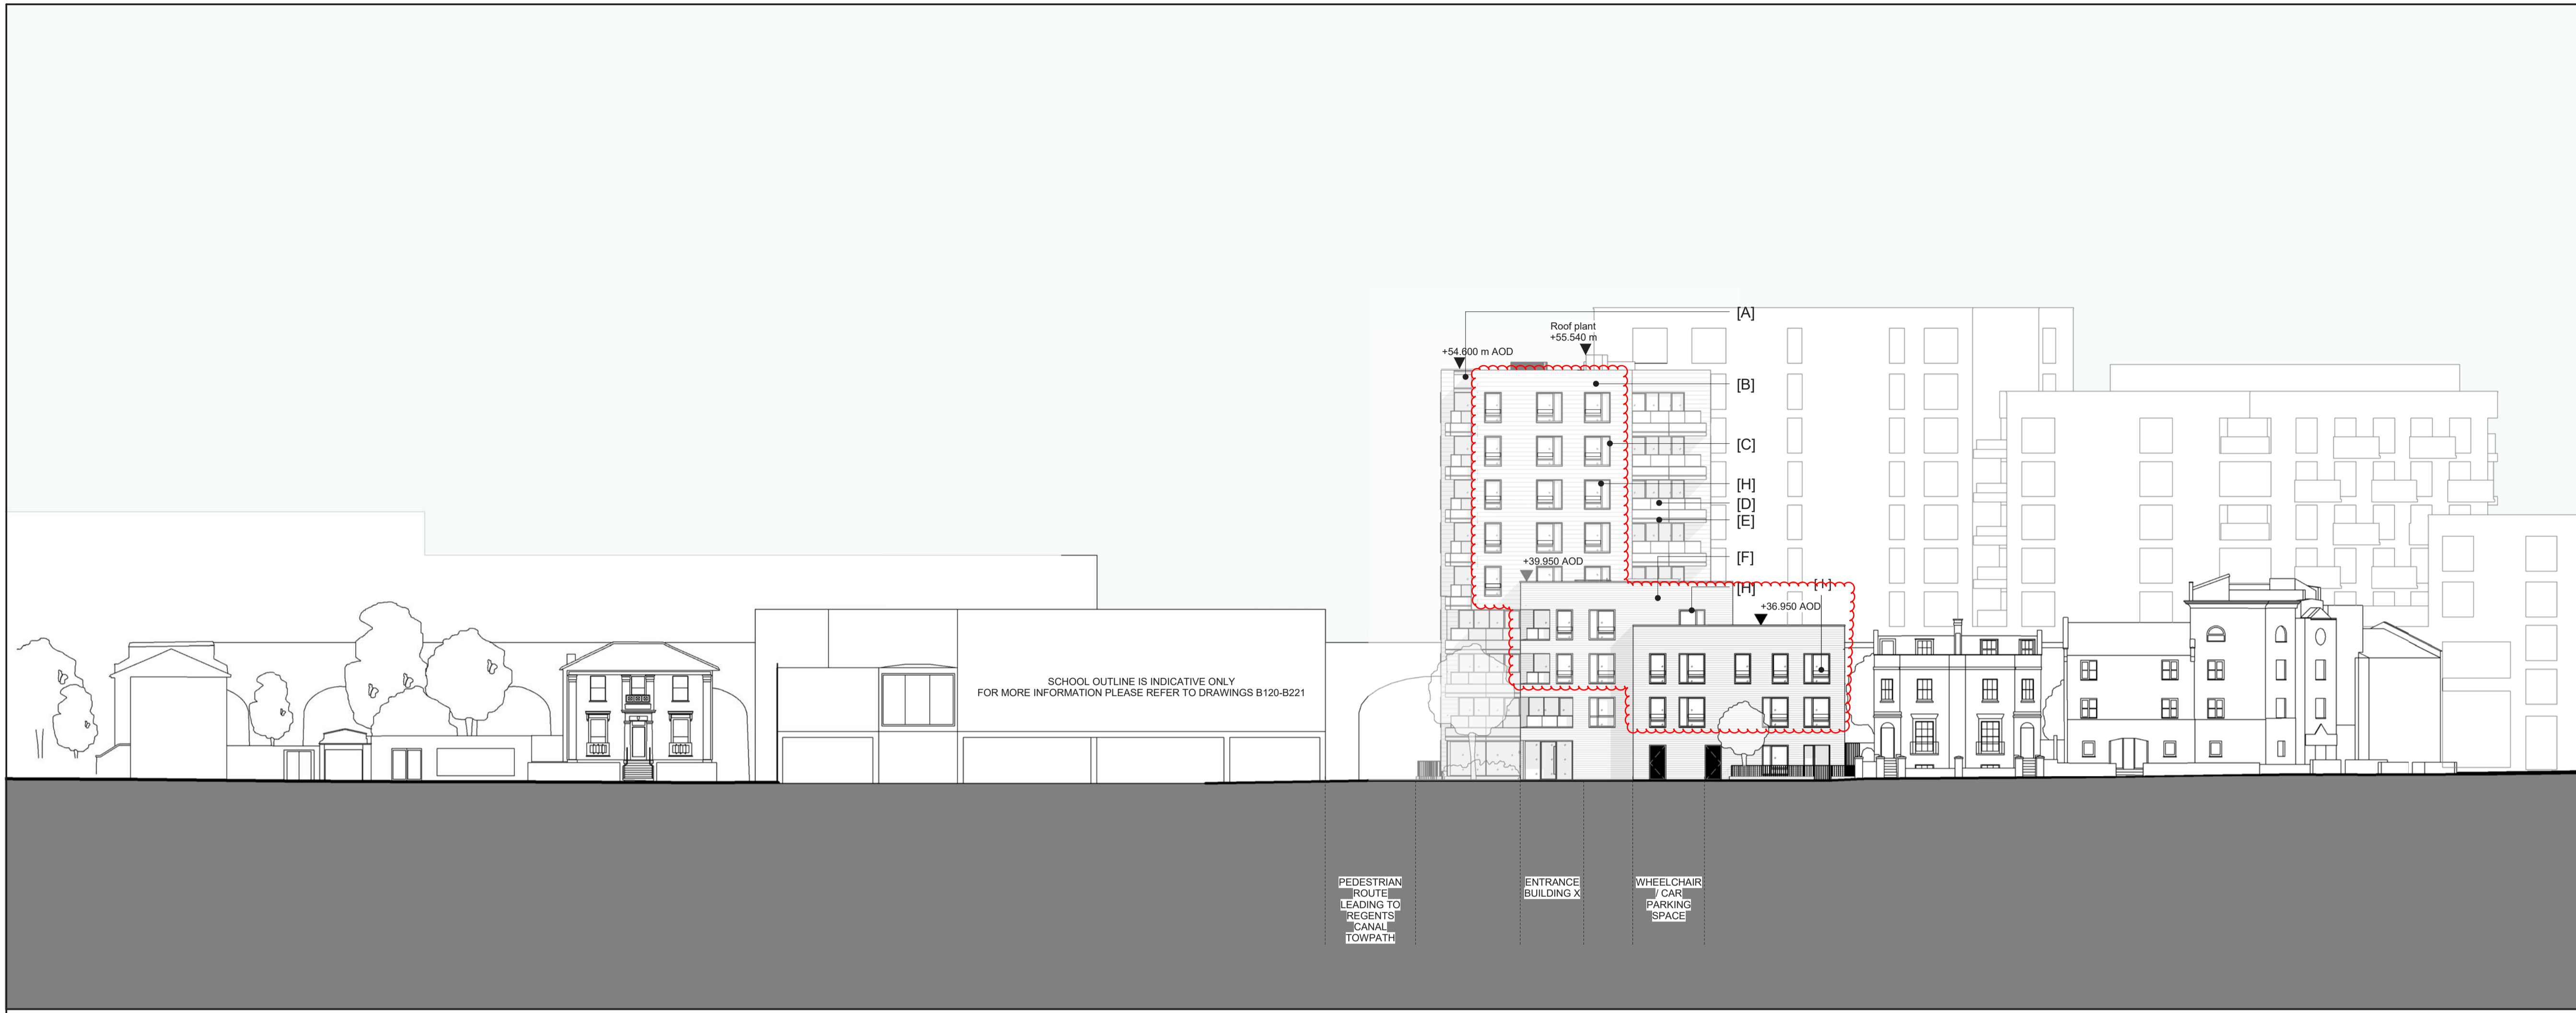 [A]
Roof plant
+55.540 m
+54.600 m AOD
[B]
[C]
[H]
[D]
[E]
[F]
+39.950 AOD
[H]
+36.950 AOD
SCHOOL OUTLINE IS INDICATIVE ONLY
FOR MORE INFORMATION PLEASE REFER TO DRAWINGS B120-B221
PEDESTRIAN
ROUTE
LEADING TO
REGENTS
CANAL
TOWPATH
ENTRANCE
BUILDING X
WHEELCHAIR
/ CAR
PARKING
SPACE